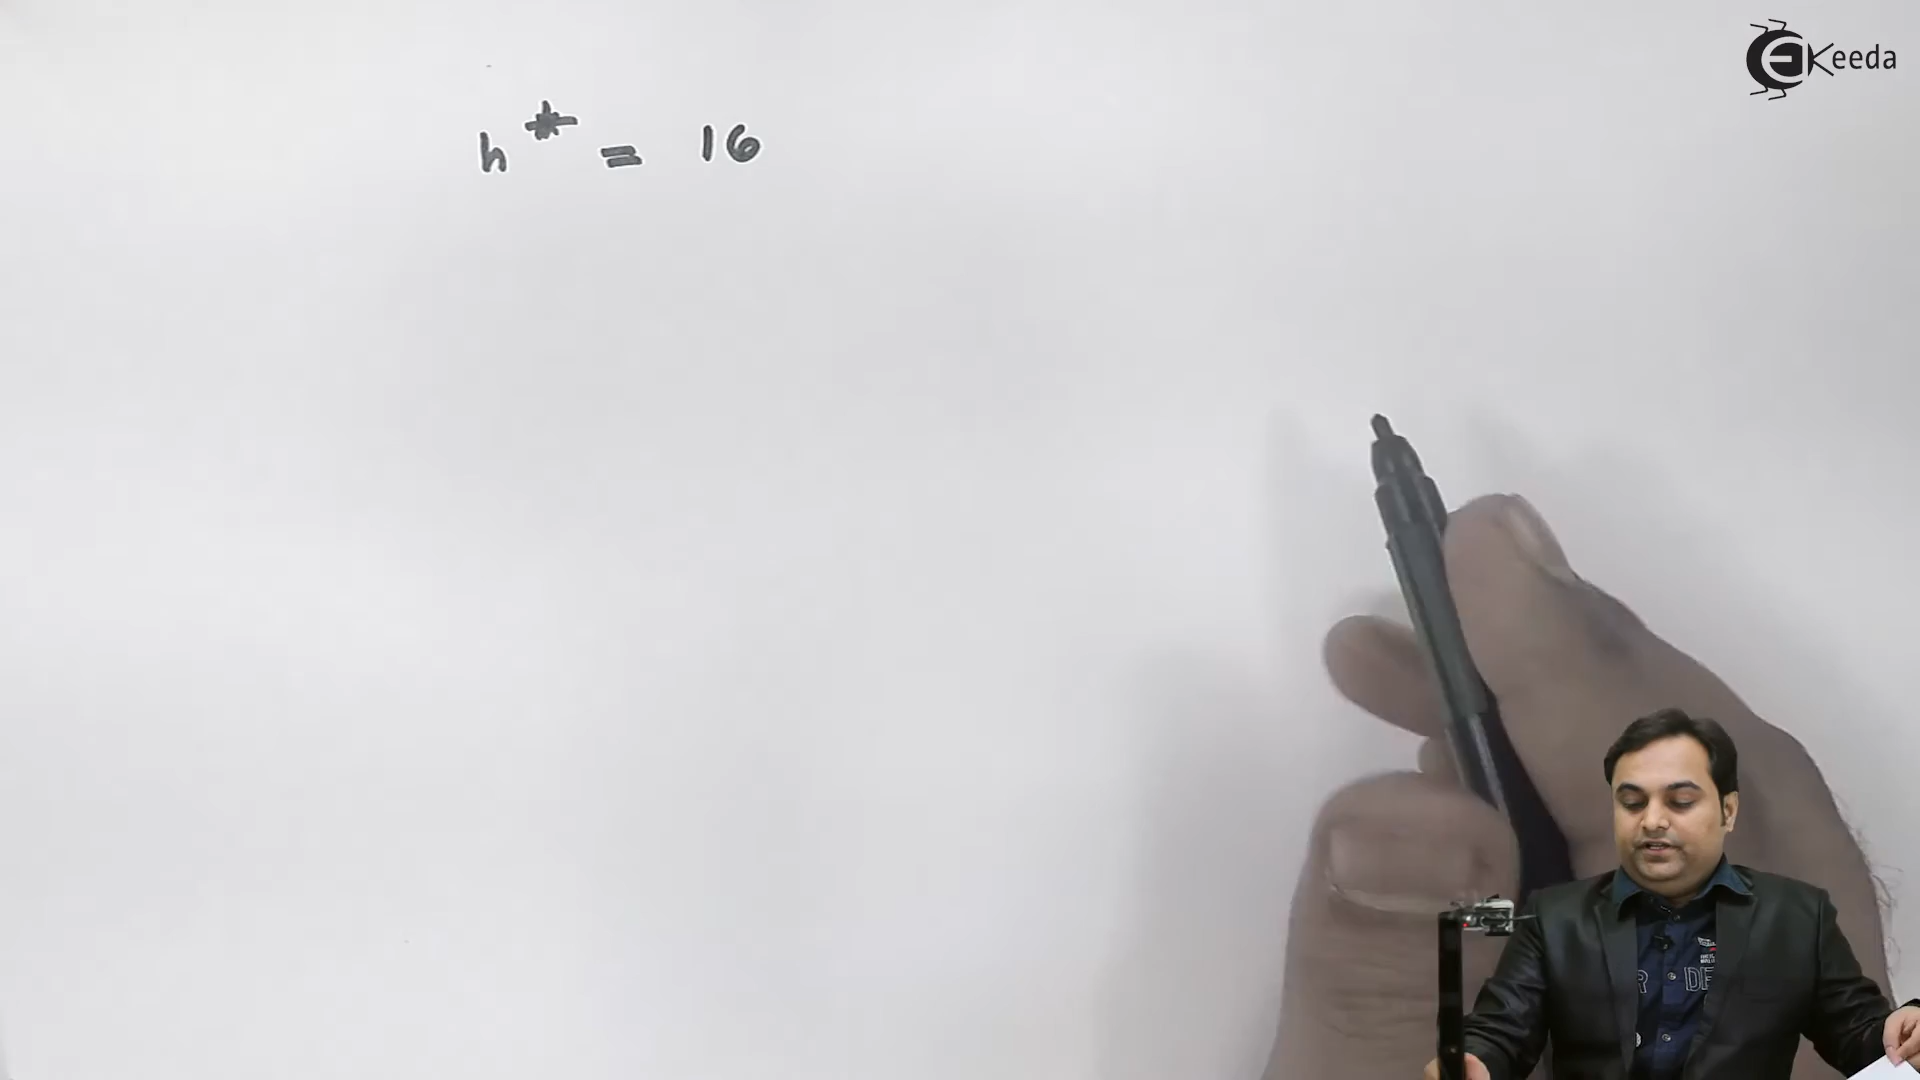 Keeda
h* = 16